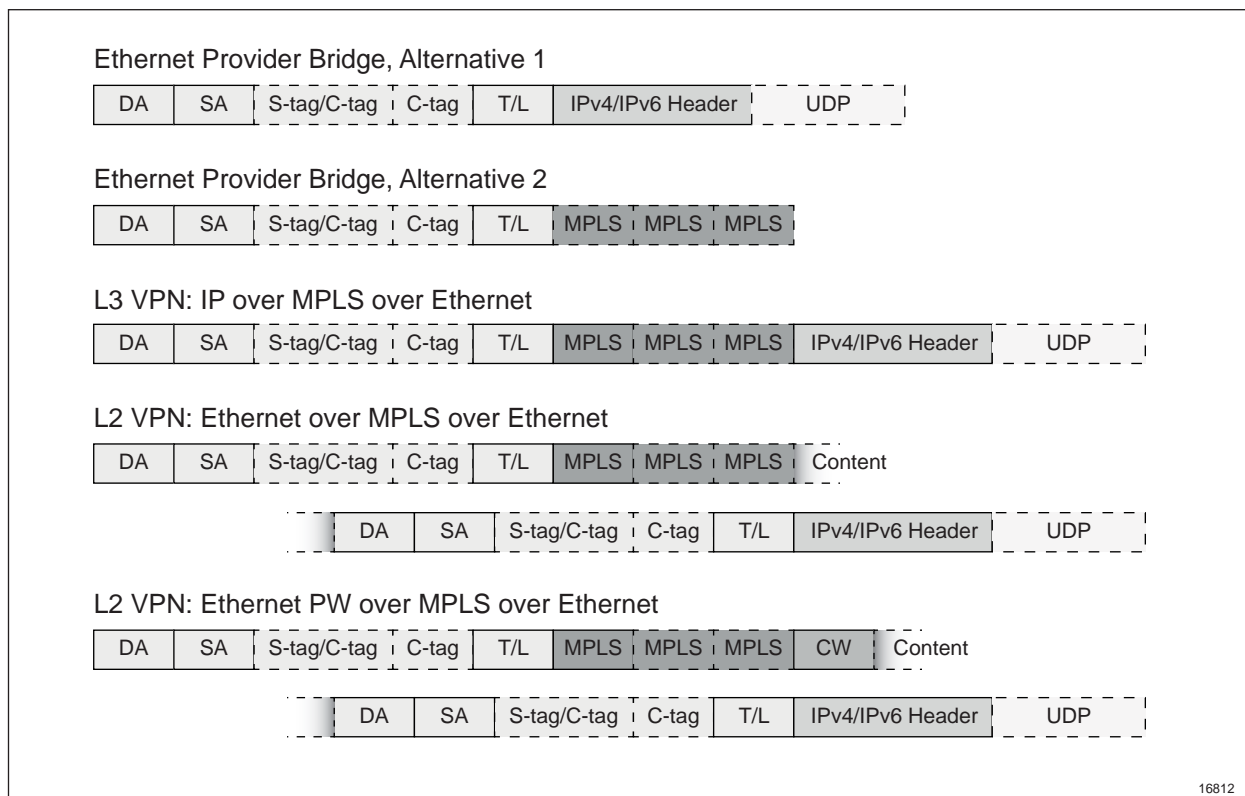 Ethernet Provider Bridge, Alternative 1
DA SA S-tag/C-tag C-tag T/L IPv4/IPv6 Header UDP
Ethernet Provider Bridge, Alternative 2
DA SA S-tag/C-tag C-tag T/L MPLS MPLS MPLS
L3 VPN: IP over MPLS over Ethernet
DA SA S-tag/C-tag C-tag T/L MPLS MPLS MPLS IPv4/IPv6 Header UDP
L2 VPN: Ethernet over MPLS over Ethernet
DA SA S-tag/C-tag C-tag T/L MPLS MPLS MPLS Content
DA SA S-tag/C-tag C-tag T/L IPv4/IPv6 Header UDP
L2 VPN: Ethernet PW over MPLS over Ethernet
DA SA S-tag/C-tag C-tag T/L MPLS MPLS MPLS CW Content
DA SA S-tag/C-tag C-tag T/L IPv4/IPv6 Header UDP
16812